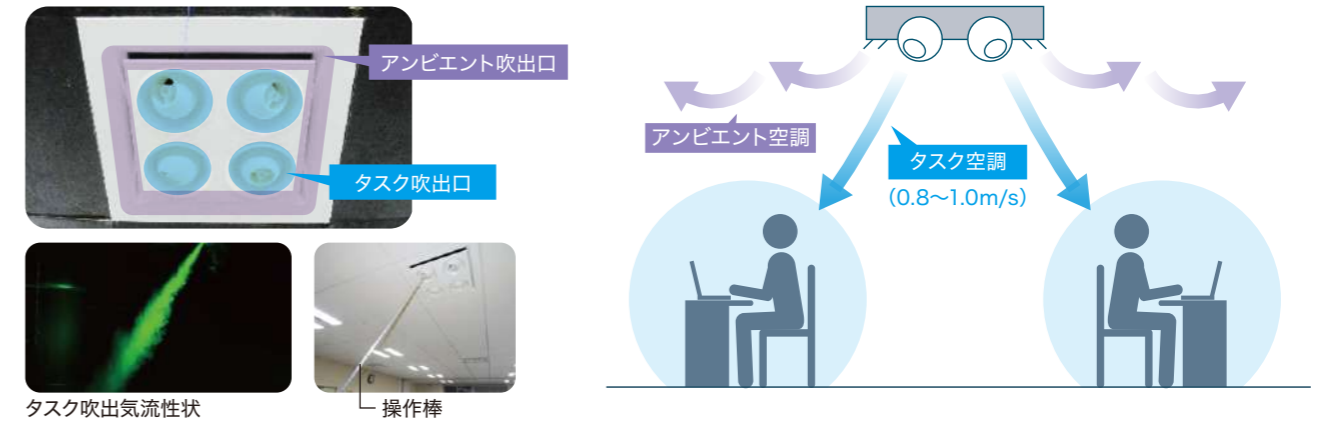 アンビエント吹出口
タスク吹出口
タスク吹出気流性状
操作棒
アンビエント空調
タスク空調
（0.8～1.0m/s）